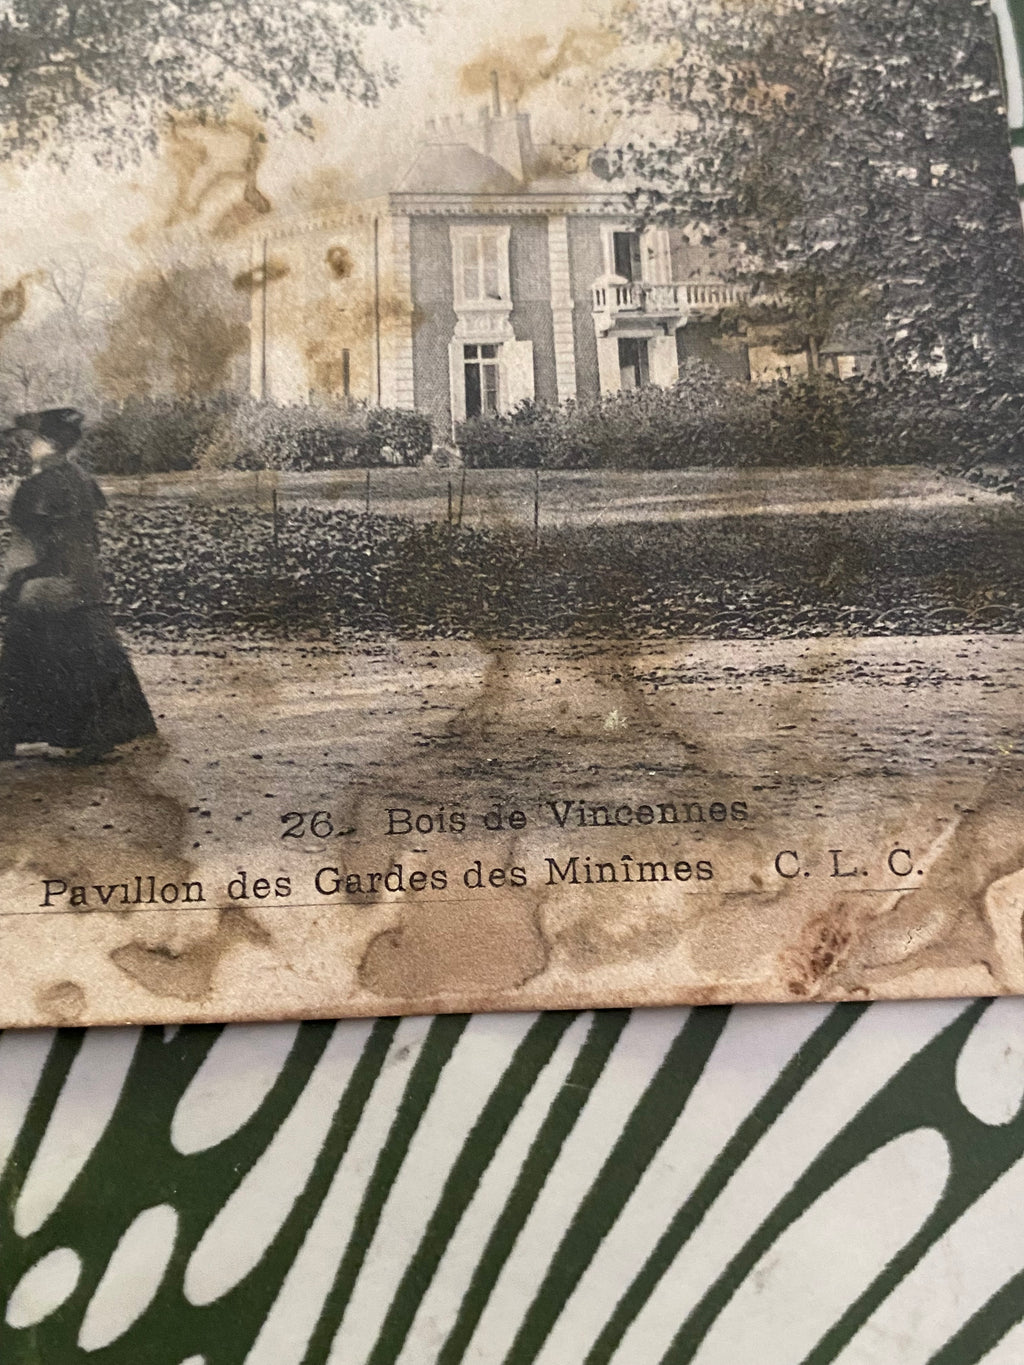 26. Bois de Vincennes
Pavillon des Gardes des Minîmes C. L. C.